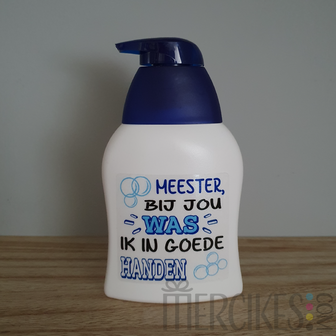 MEESTER,
BIJ JOU
WAS
IK IN GOEDE
HANDEN
MERCIKES